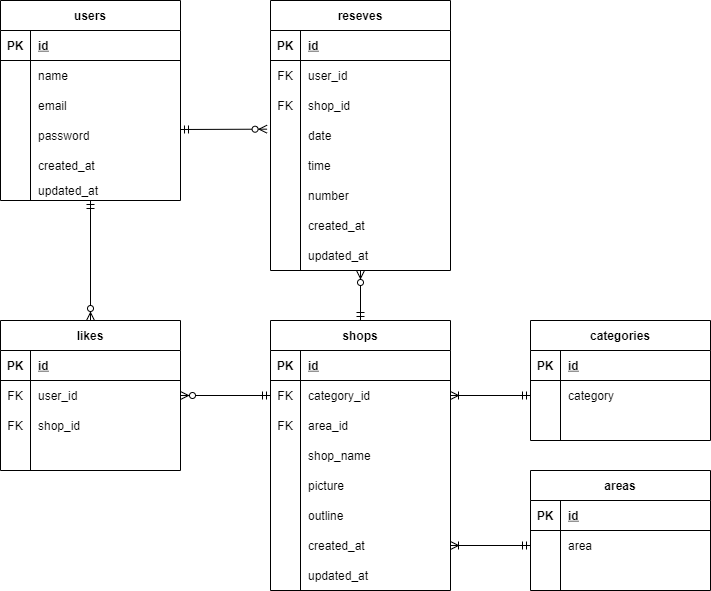 users
PK id
name
email
password
created_at
updated_at
reseves
PK id
FK user_id
FK shop_id
date
time
number
created_at
updated_at
likes
PK id
FK user_id
FK shop_id
shops
PK id
FK category_id
FK area_id
shop_name
picture
outline
created_at
updated_at
categories
PK id
category
areas
PK id
area